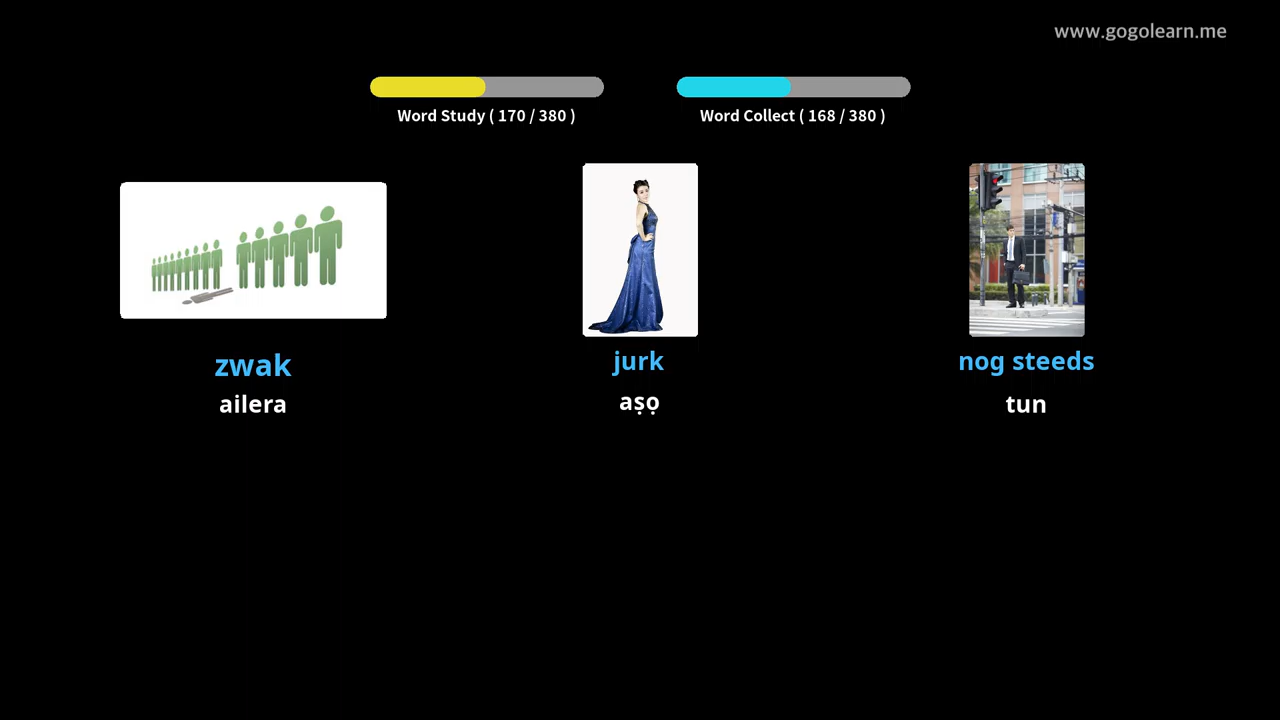 www.gogolearn.me
Word Study ( 170 / 380 )
Word Collect ( 168 / 380 )
zwak
jurk
nog steeds
ailera
aṣọ
tun